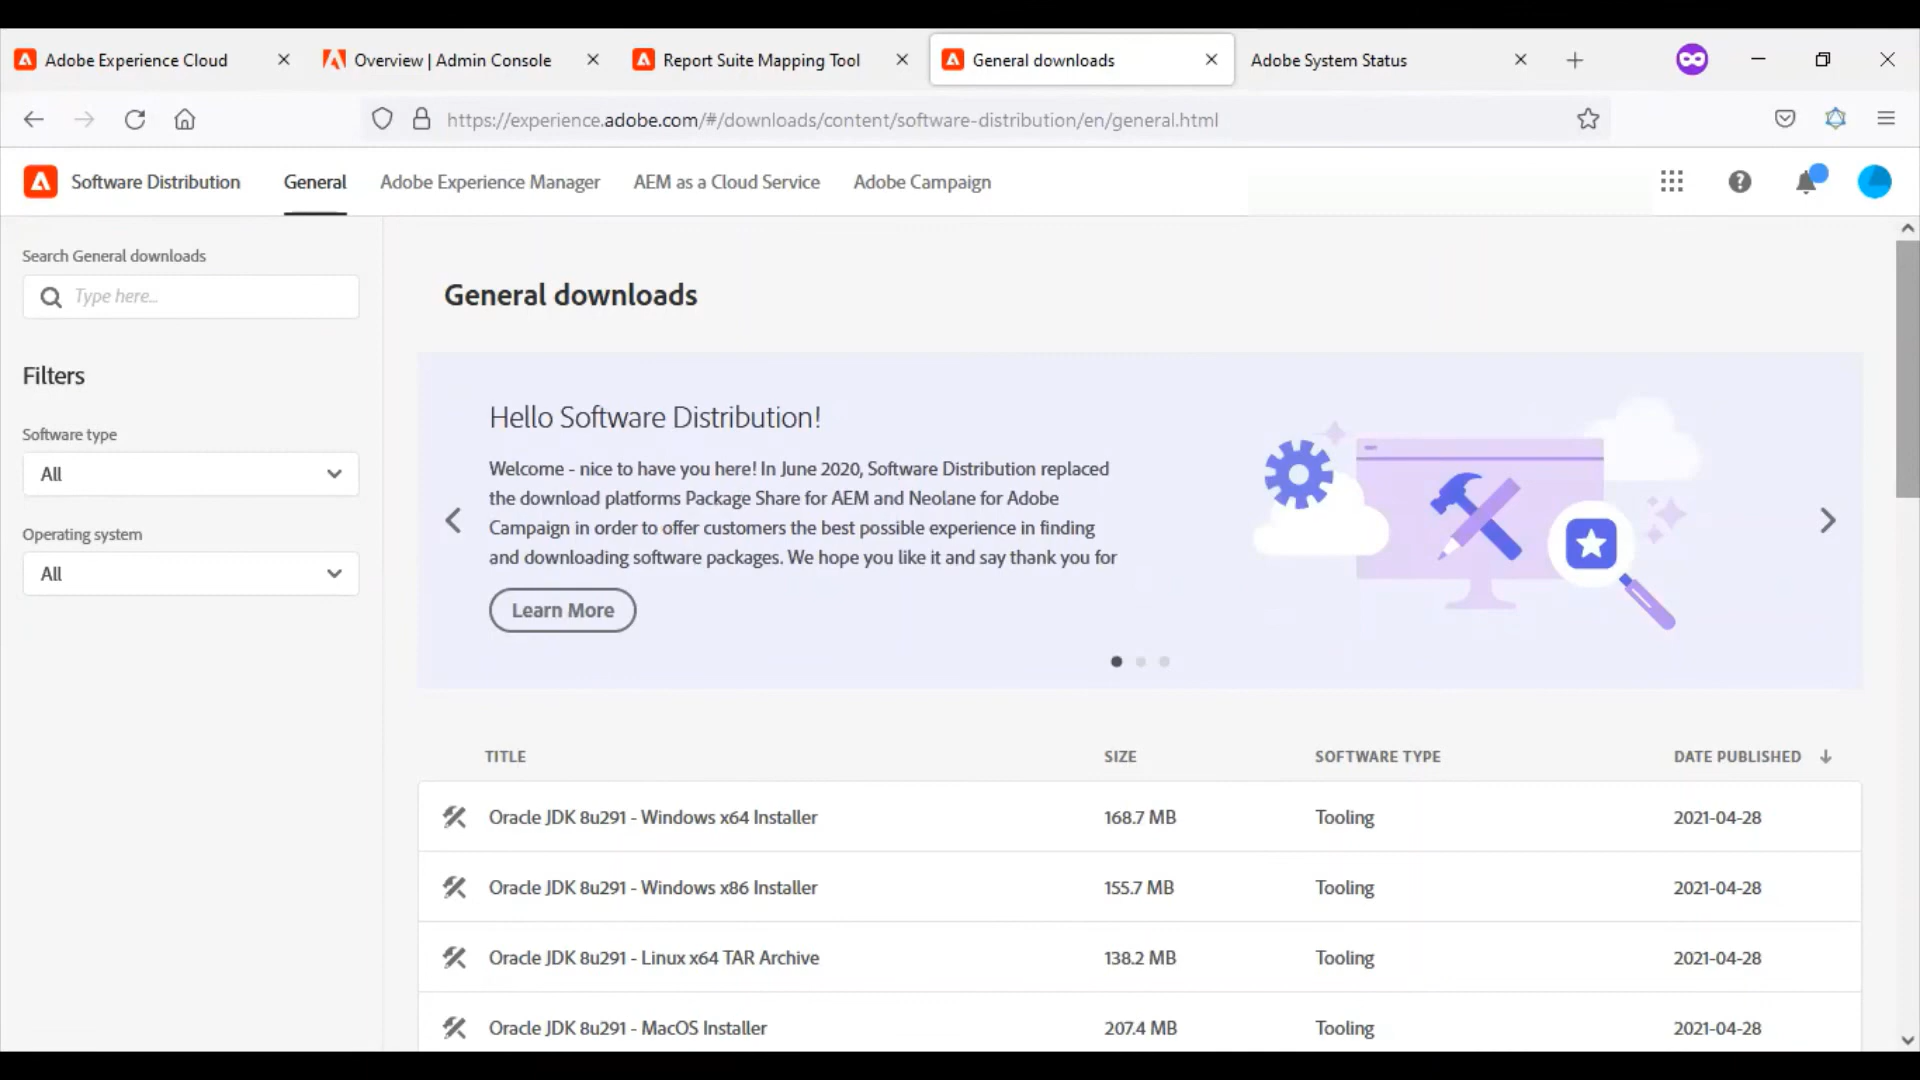 Adobe Experience Cloud
Overview | Admin Console
Report Suite Mapping Tool
General downloads
Adobe System Status
https://experience.adobe.com/#/downloads/content/software-distribution/en/general.html
Software Distribution
General
Adobe Experience Manager
AEM as a Cloud Service
Adobe Campaign
Search General downloads
Type here...
Filters
Software type
All
Operating system
All
General downloads
Hello Software Distribution!
Welcome - nice to have you here! In June 2020, Software Distribution replaced
the download platforms Package Share for AEM and Neolane for Adobe
Campaign in order to offer customers the best possible experience in finding
and downloading software packages. We hope you like it and say thank you for
Learn More
TITLE SIZE SOFTWARE TYPE DATE PUBLISHED
Oracle JDK 8u291 - Windows x64 Installer 168.7 MB Tooling 2021-04-28
Oracle JDK 8u291 - Windows x86 Installer 155.7 MB Tooling 2021-04-28
Oracle JDK 8u291 - Linux x64 TAR Archive 138.2 MB Tooling 2021-04-28
Oracle JDK 8u291 - MacOS Installer 207.4 MB Tooling 2021-04-28